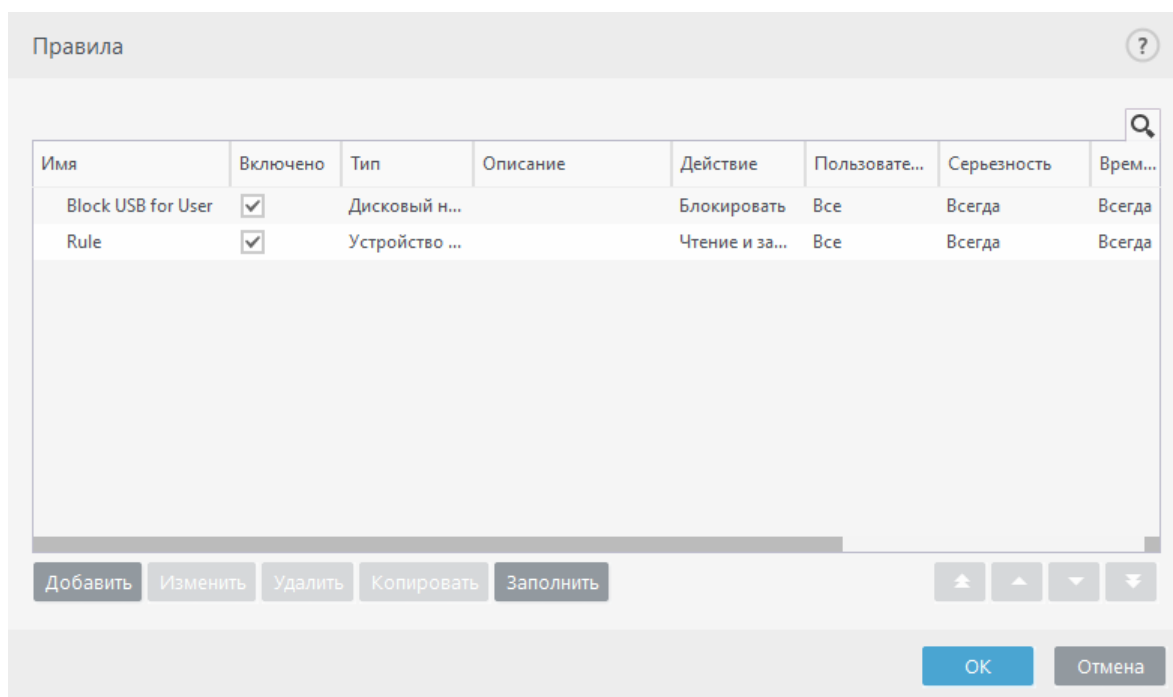 Правила
?
Имя Включено Тип Описание Действие Пользовате... Серьезность Врем...
Block USB for User Дисковый н... Блокировать Все Всегда Всегда
Rule Устройство ... Чтение и за... Все Всегда Всегда
Добавить Изменить Удалить Копировать Заполнить
OK Отмена